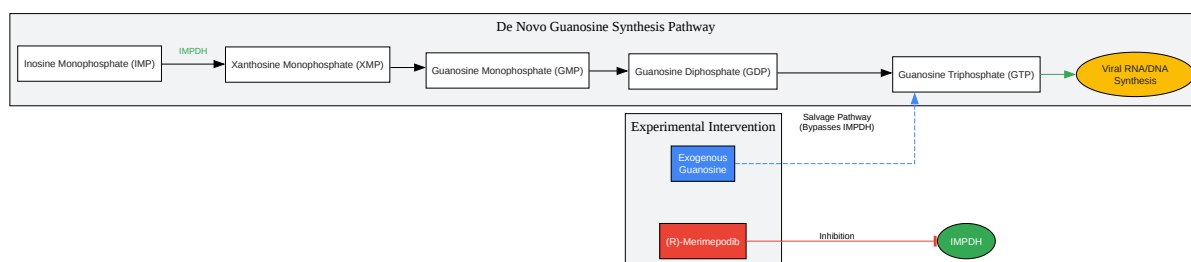 De Novo Guanosine Synthesis Pathway
IMPDH
Inosine Monophosphate (IMP)
Xanthosine Monophosphate (XMP)
Guanosine Monophosphate (GMP)
Guanosine Diphosphate (GDP)
Guanosine Triphosphate (GTP)
Viral RNA/DNA
Synthesis
Experimental Intervention
Salvage Pathway
(Bypasses IMPDH)
Exogenous
Guanosine
(R)-Merimepodib
Inhibition
IMPDH